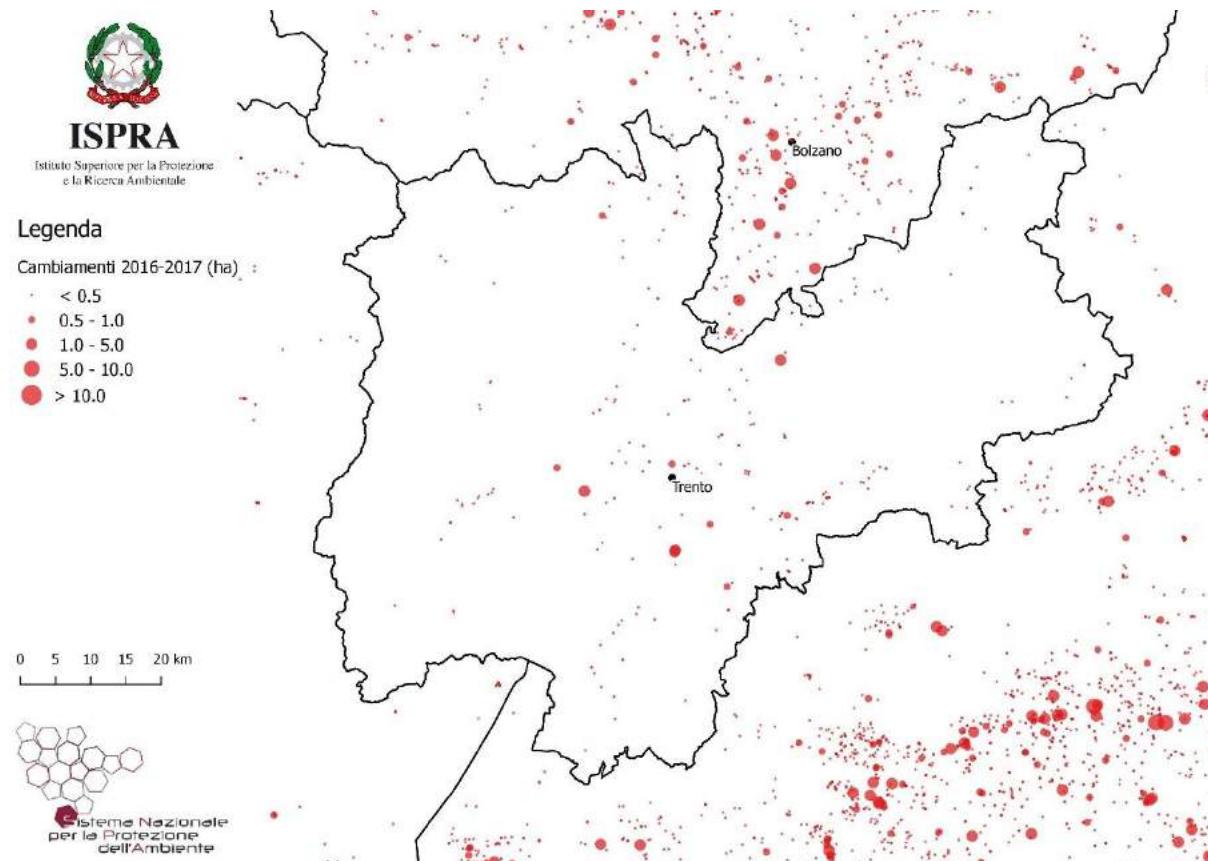 ISPRA
Istituto Superiore per la Protezione
e la Ricerca Ambientale
Legenda
Cambiamenti 2016-2017 (ha)
< 0.5
0.5 - 1.0
1.0 - 5.0
5.0 - 10.0
> 10.0
Bolzano
Trento
0 5 10 15 20 km
Sistema Nazionale
per la Protezione
dell'Ambiente